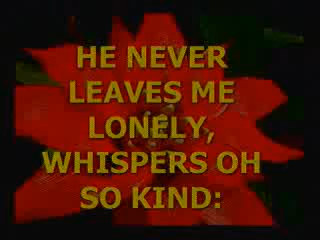 HE NEVER
LEAVES ME
LONELY,
WHISPERS OH
SO KIND: